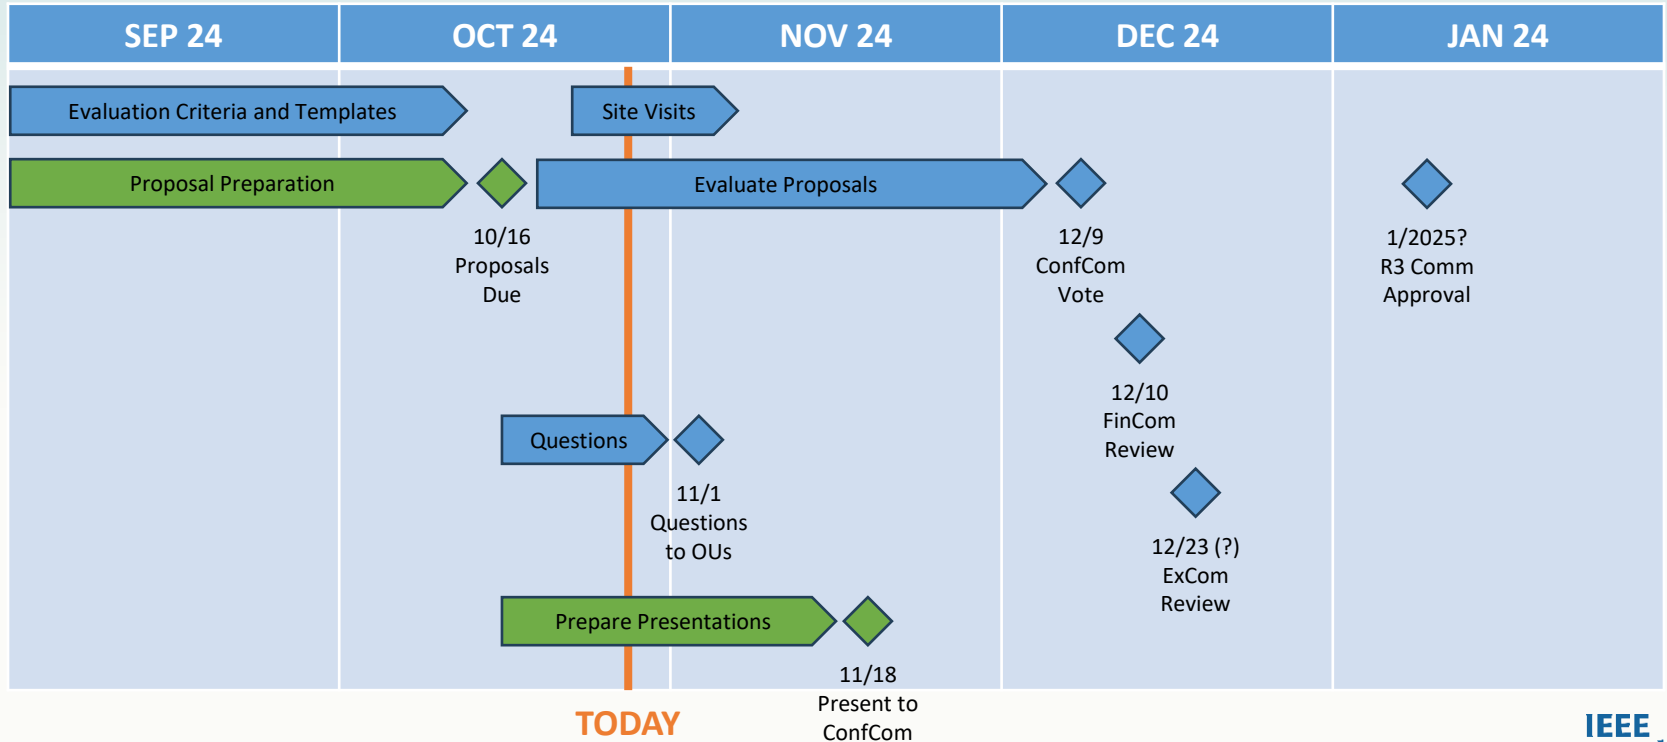 SEP 24
OCT 24
NOV 24
DEC 24
JAN 24
Evaluation Criteria and Templates
Site Visits
Proposal Preparation
Evaluate Proposals
10/16
Proposals
Due
12/9
ConfCom
Vote
1/2025?
R3 Comm
Approval
12/10
FinCom
Review
Questions
11/1
Questions
to OUs
12/23 (?)
ExCom
Review
Prepare Presentations
11/18
Present to
ConfCom
TODAY
IEEE